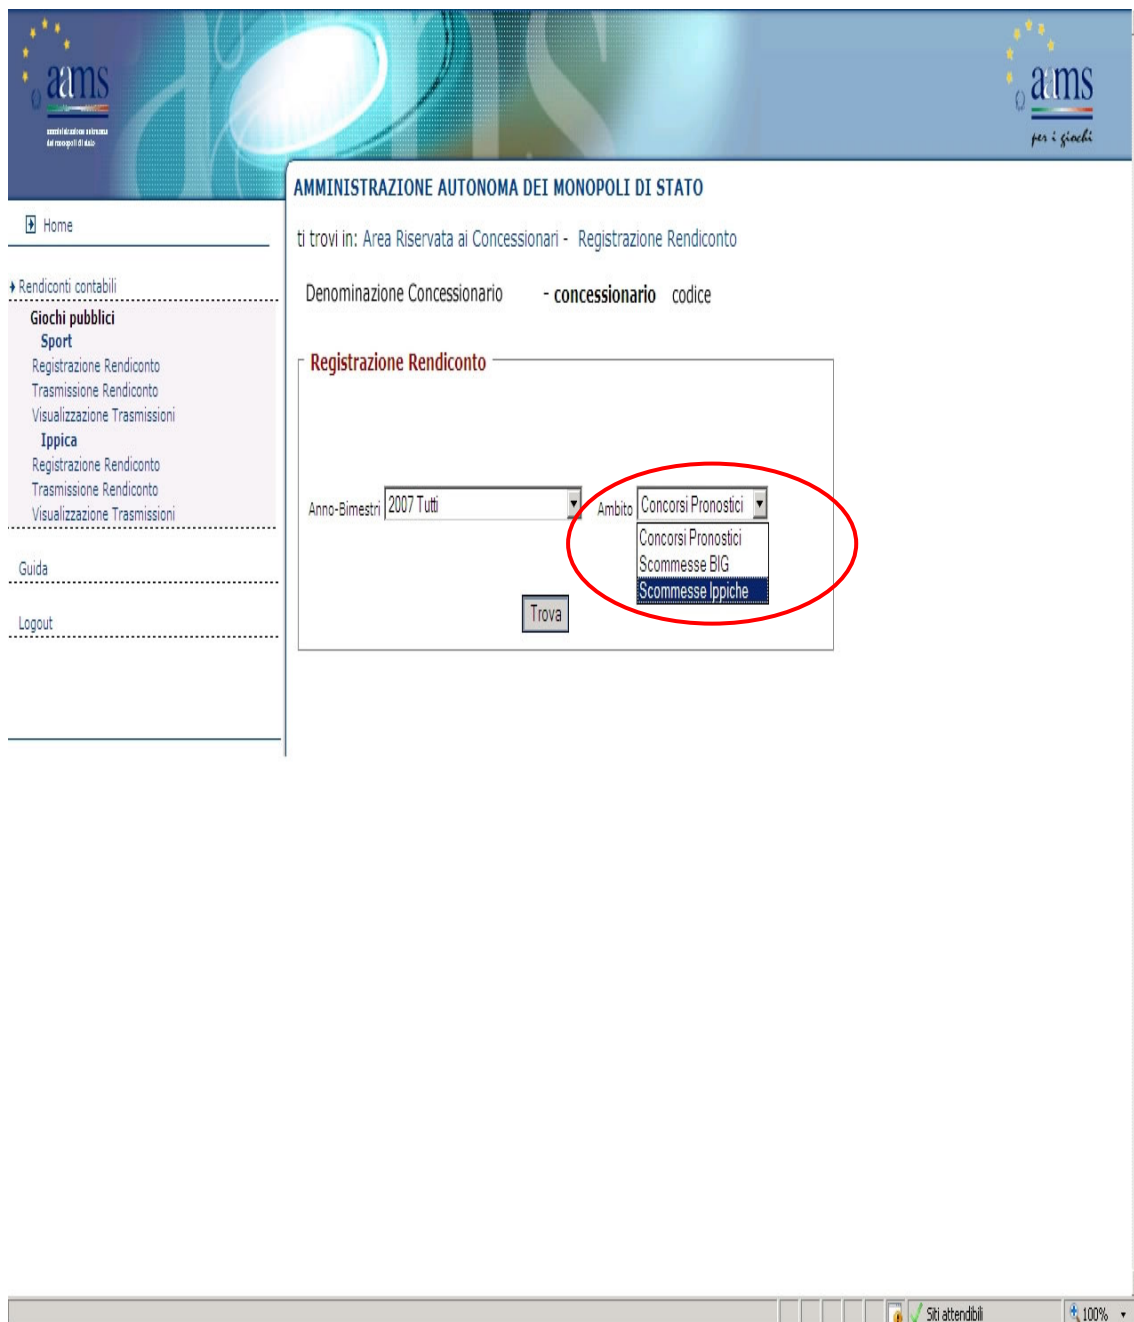 aams
amministrazione autonoma
dei monopoli di stato
aams
per i giochi
AMMINISTRAZIONE AUTONOMA DEI MONOPOLI DI STATO
Home
ti trovi in: Area Riservata ai Concessionari - Registrazione Rendiconto
Rendiconti contabili
Denominazione Concessionario - concessionario codice
Giochi pubblici
Sport
Registrazione Rendiconto
Trasmissione Rendiconto
Visualizzazione Trasmissioni
Ippica
Registrazione Rendiconto
Trasmissione Rendiconto
Visualizzazione Trasmissioni
Guida
Logout
Registrazione Rendiconto
Anno-Bimestri 2007 Tutti Ambito Concorsi Pronostici
Concorsi Pronostici
Scommesse BIG
Scommesse Ippiche
Trova
Siti attendibili 100%